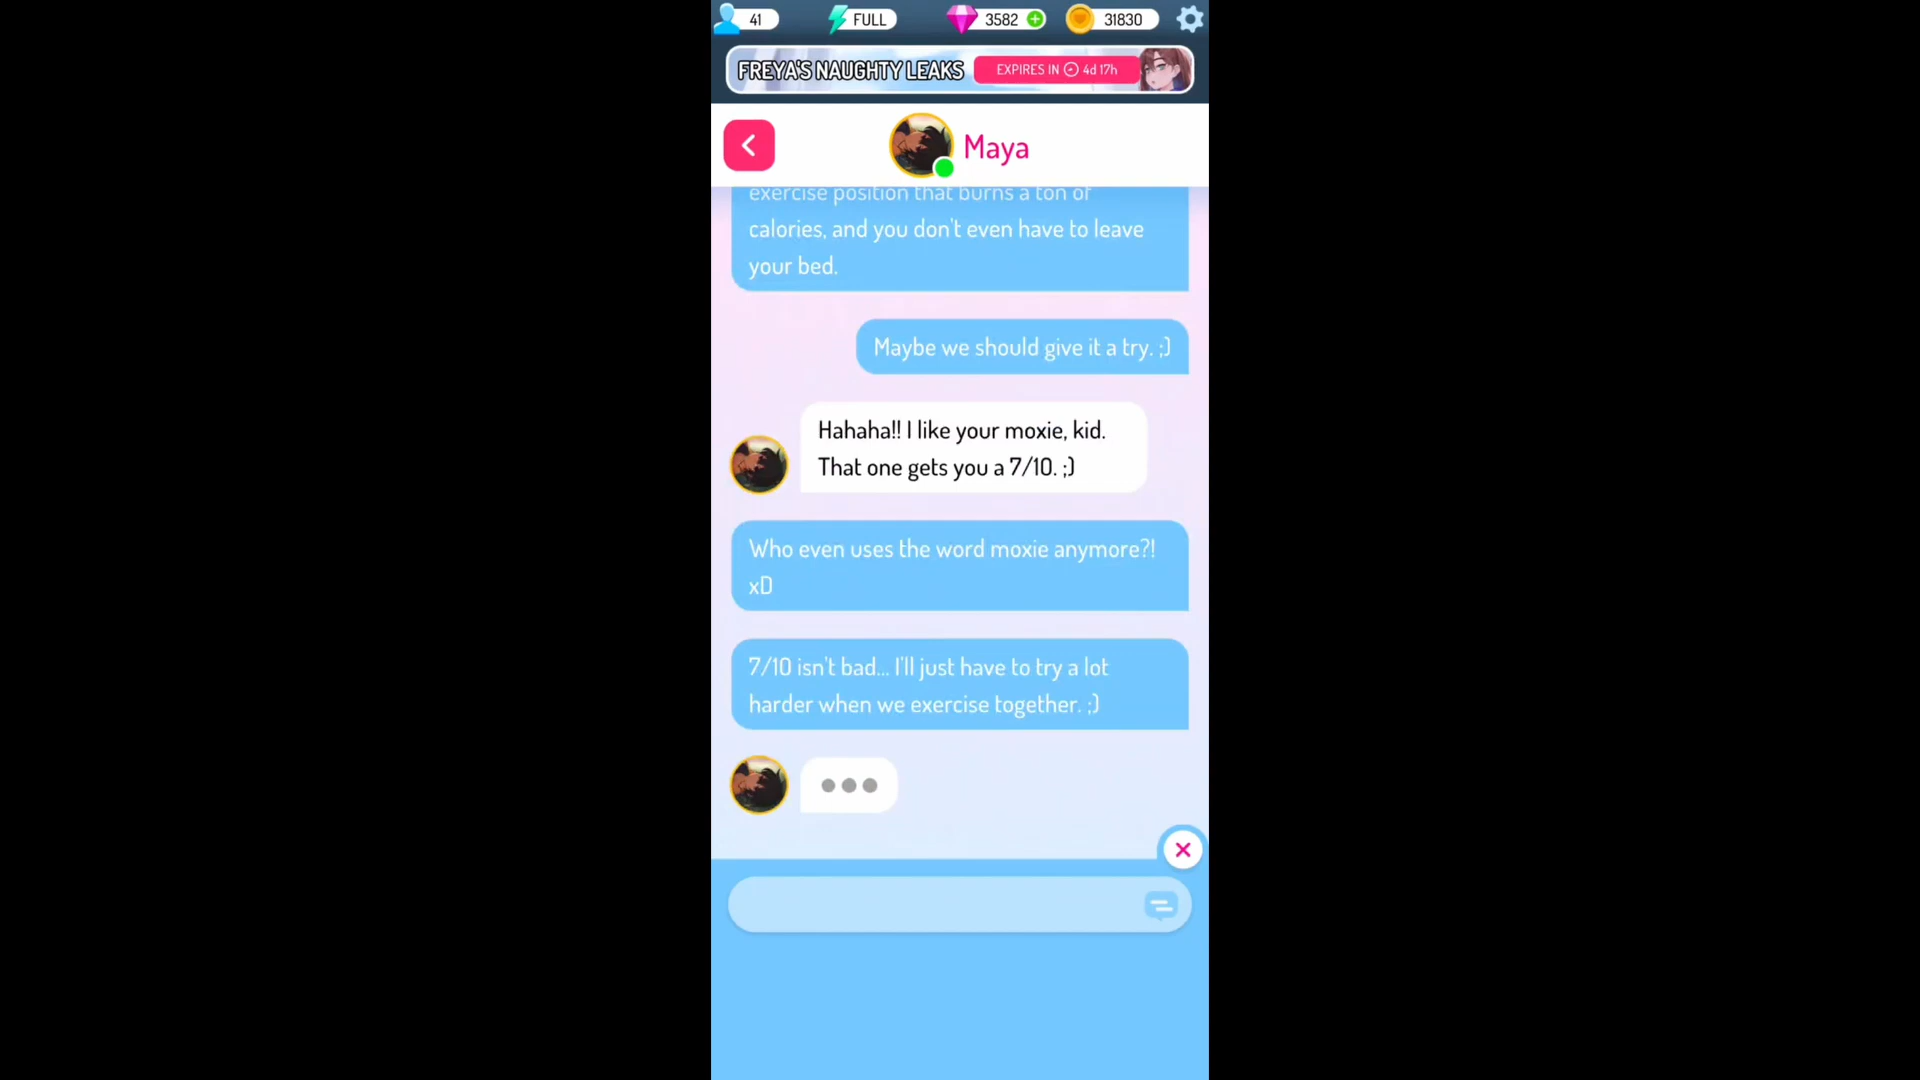 41
FULL
3582
31830
FREYA'S NAUGHTY LEAKS
EXPIRES IN 4d 17h
Maya
exercise position that burns a ton of
calories, and you don't even have to leave
your bed.
Maybe we should give it a try. ;)
Hahaha!! I like your moxie, kid.
That one gets you a 7/10. ;)
Who even uses the word moxie anymore?!
xD
7/10 isn't bad... I'll just have to try a lot
harder when we exercise together. ;)